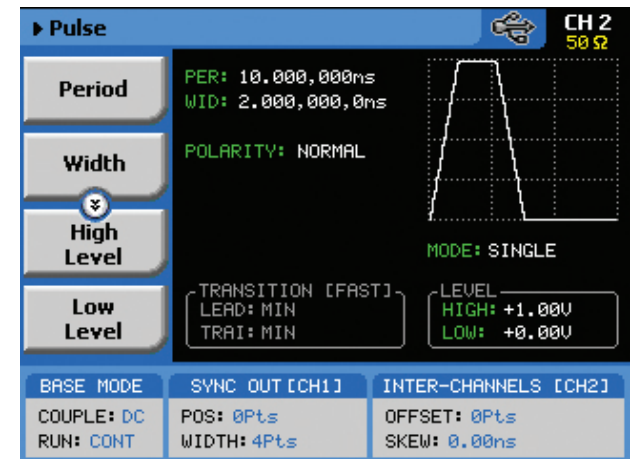 Pulse
CH 2
50 Ω
Period
Width
High
Level
Low
Level
PER: 10.000,000ms
WID: 2.000,000,0ms
POLARITY: NORMAL
MODE: SINGLE
TRANSITION [FAST]
LEAD: MIN
TRAI: MIN
LEVEL
HIGH: +1.00V
LOW: +0.00V
BASE MODE
COUPLE: DC
RUN: CONT
SYNC OUT [CH1]
POS: 0Pts
WIDTH: 4Pts
INTER-CHANNELS [CH2]
OFFSET: 0Pts
SKEW: 0.00ns